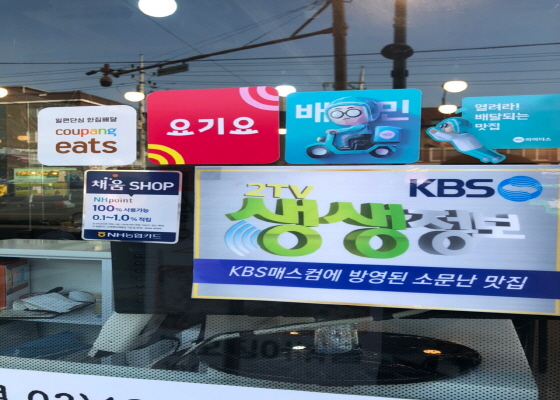 일편단심 한집배달
coupang
eats
요기요
배 민
열려라!
배달되는
맛집
채움 SHOP
NHpoint
100% 사용가능
0.1~1.0% 적립
NH농협카드
2TV
생생정보
KBS
KBS매스컴에 방영된 소문난 맛집